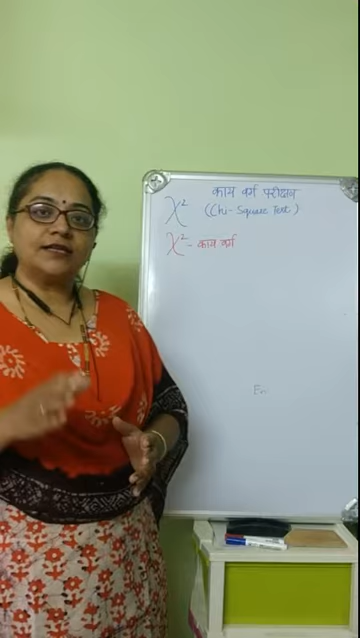 काय वर्ग परीक्षण
χ² (Chi-Square Test)
χ² - काय वर्ग